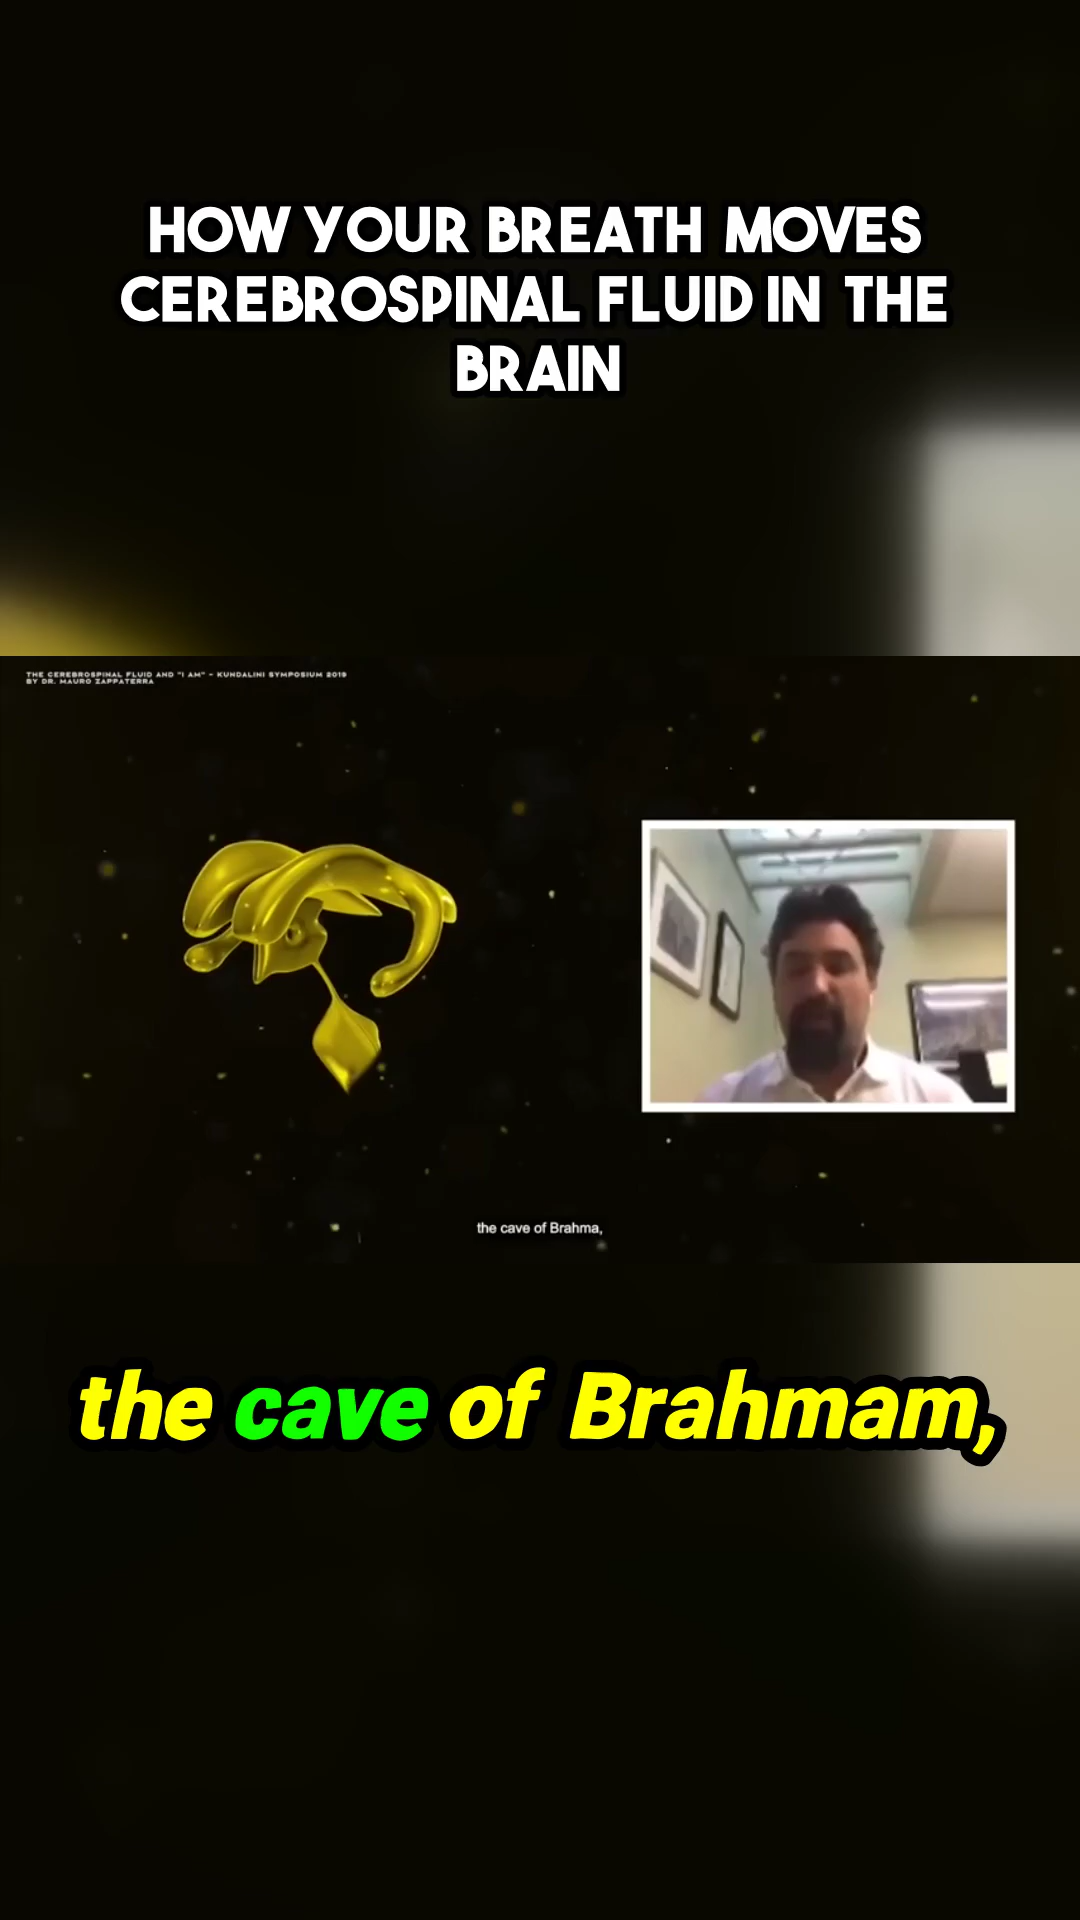 HOW YOUR BREATH MOVES
CEREBROSPINAL FLUID IN THE
BRAIN
THE CEREBROSPINAL FLUID AND "I AM" - KUNDALINI SYMPOSIUM 2019
BY DR. MAURO ZAPPATERRA
the cave of Brahma,
the cave of Brahmam,